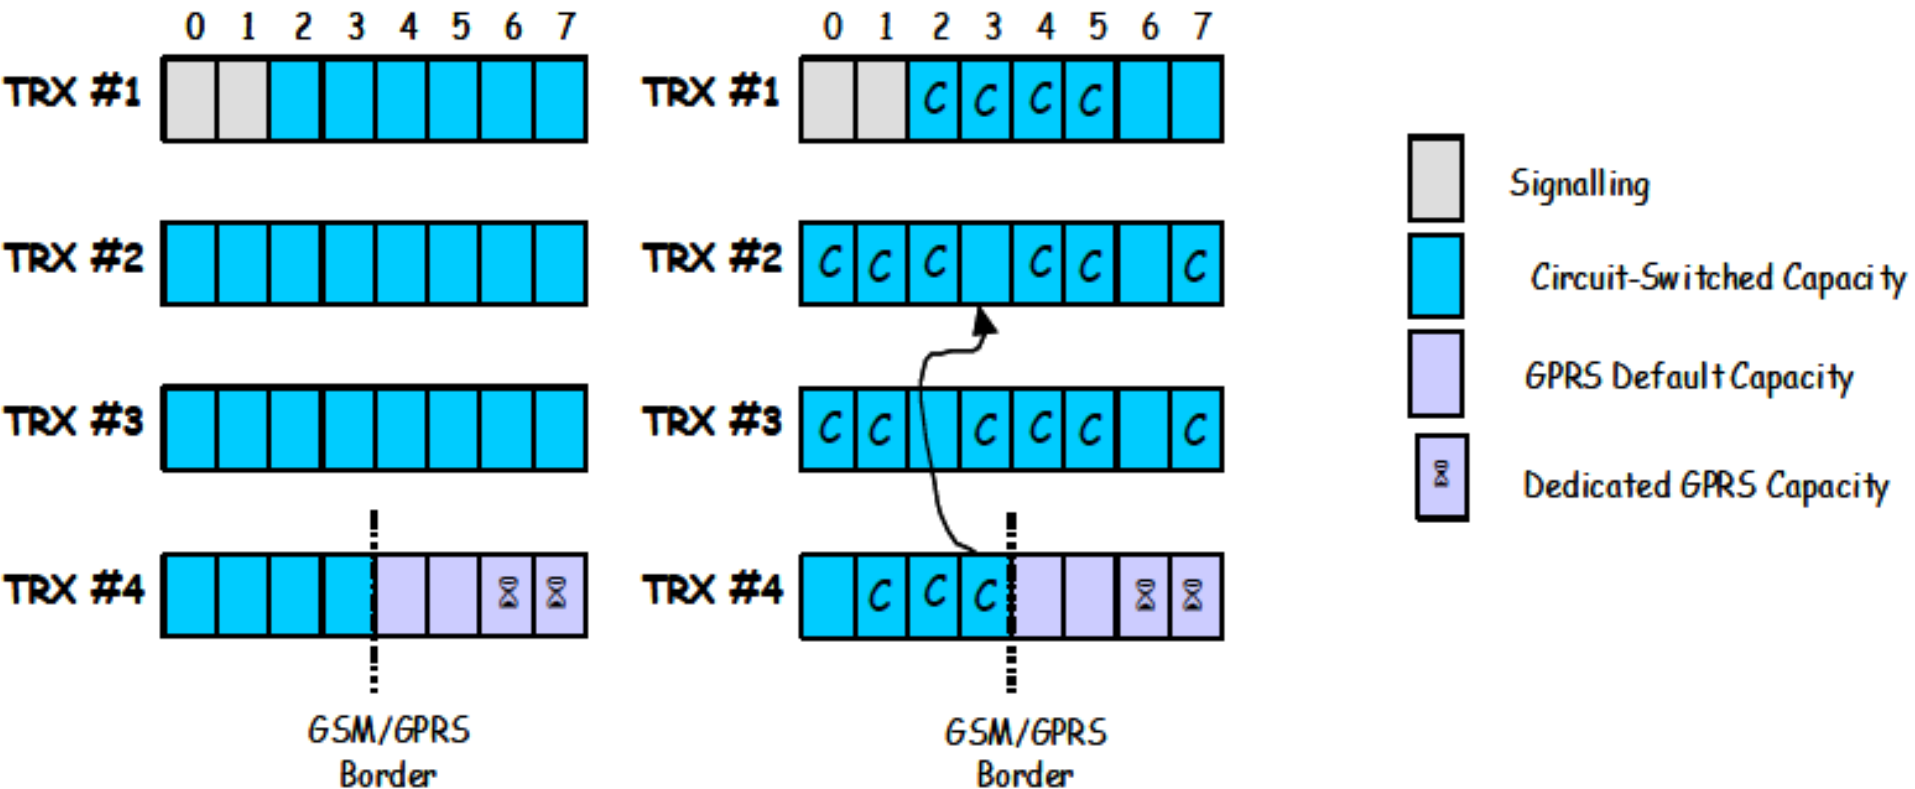 0 1 2 3 4 5 6 7
0 1 2 3 4 5 6 7
TRX #1
TRX #1 C C C C
TRX #2
TRX #2 C C C C C C
TRX #3
TRX #3 C C C C C C
TRX #4
TRX #4 C C C
GSM/GPRS
Border
GSM/GPRS
Border
Signalling
Circuit-Switched Capacity
GPRS Default Capacity
Dedicated GPRS Capacity